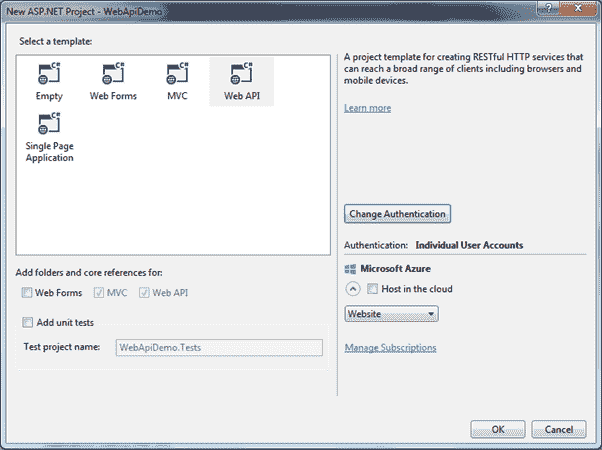 New ASP.NET Project - WebApiDemo
Select a template:
C# C# C# C#
Empty Web Forms MVC Web API
C#
Single Page
Application
A project template for creating RESTful HTTP services that
can reach a broad range of clients including browsers and
mobile devices.
Learn more
Change Authentication
Authentication: Individual User Accounts
Microsoft Azure
Host in the cloud
Website
Manage Subscriptions
Add folders and core references for:
Web Forms MVC Web API
Add unit tests
Test project name: WebApiDemo.Tests
OK Cancel